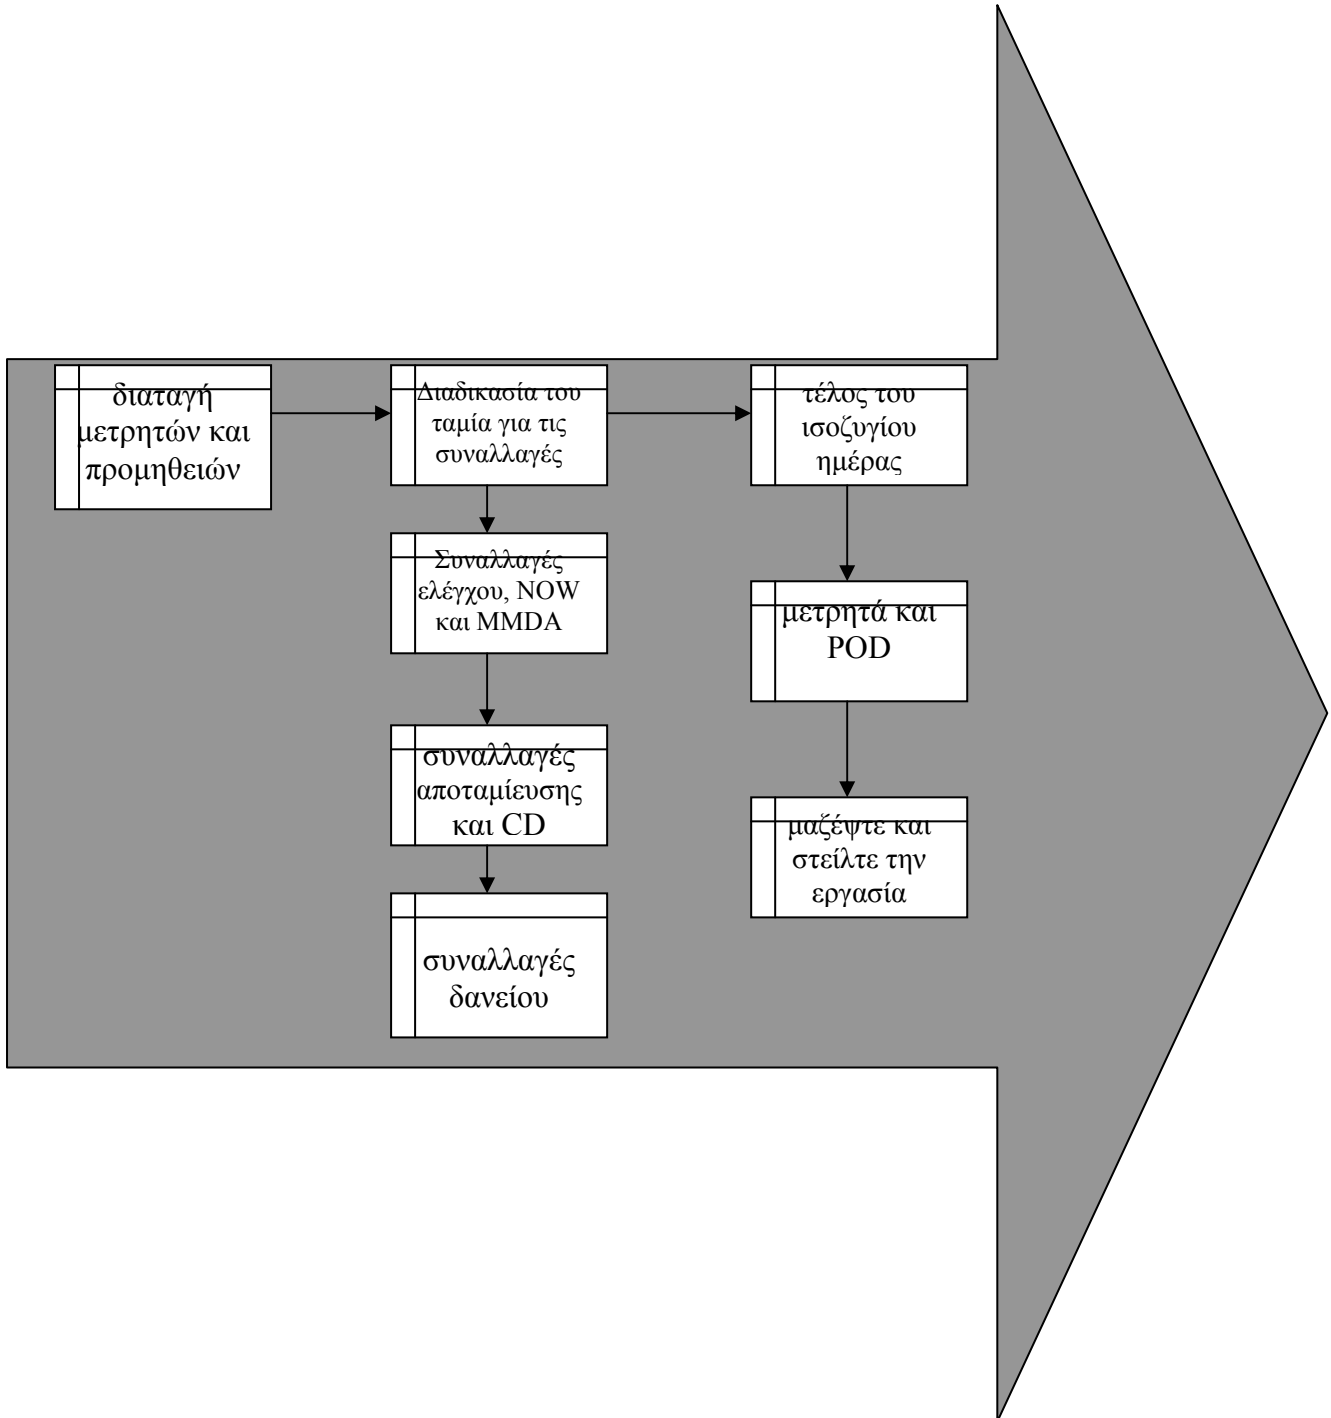 διαταγή
μετρητών και
προμηθειών
Διαδικασία του
ταμία για τις
συναλλαγές
Συναλλαγές
ελέγχου, NOW
και MMDA
συναλλαγές
αποταμίευσης
και CD
συναλλαγές
δανείου
τέλος του
ισοζυγίου
ημέρας
μετρητά και
POD
μαζέψτε και
στείλτε την
εργασία